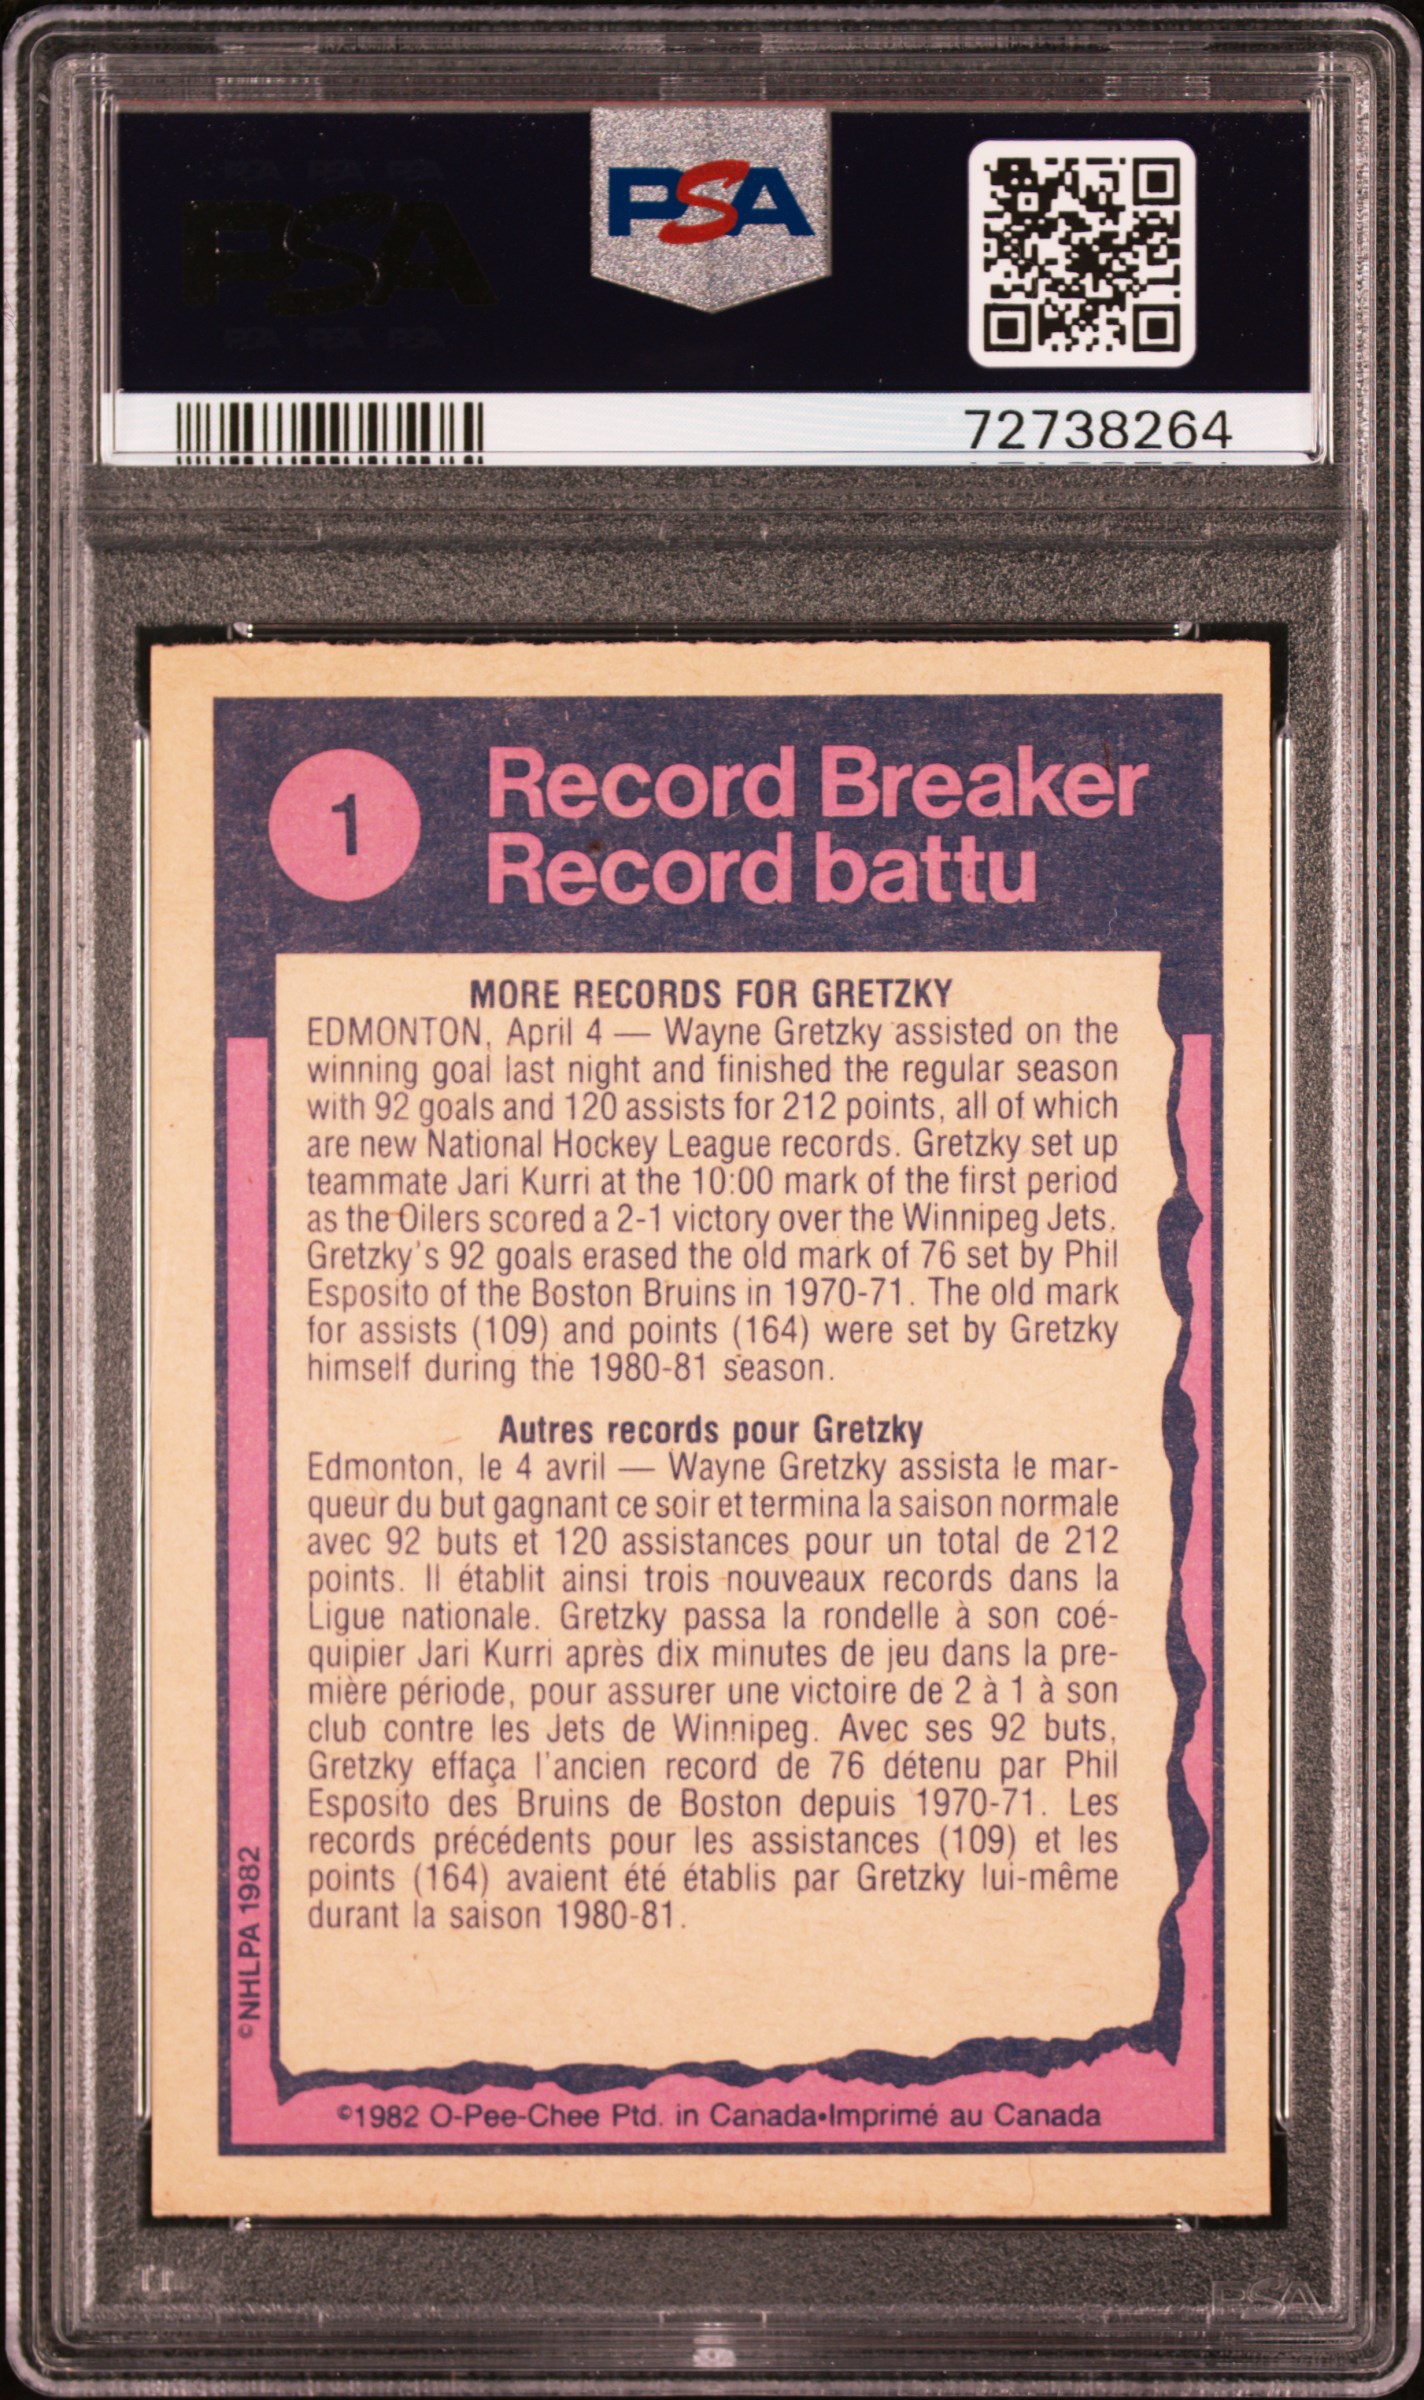 PSA
PSA
72738264
1
Record Breaker
Record battu
MORE RECORDS FOR GRETZKY
EDMONTON, April 4 — Wayne Gretzky assisted on the
winning goal last night and finished the regular season
with 92 goals and 120 assists for 212 points, all of which
are new National Hockey League records. Gretzky set up
teammate Jari Kurri at the 10:00 mark of the first period
as the Oilers scored a 2-1 victory over the Winnipeg Jets.
Gretzky's 92 goals erased the old mark of 76 set by Phil
Esposito of the Boston Bruins in 1970-71. The old mark
for assists (109) and points (164) were set by Gretzky
himself during the 1980-81 season.
Autres records pour Gretzky
Edmonton, le 4 avril — Wayne Gretzky assista le mar-
queur du but gagnant ce soir et termina la saison normale
avec 92 buts et 120 assistances pour un total de 212
points. Il établit ainsi trois nouveaux records dans la
Ligue nationale. Gretzky passa la rondelle à son coé-
quipier Jari Kurri après dix minutes de jeu dans la pre-
mière période, pour assurer une victoire de 2 à 1 à son
club contre les Jets de Winnipeg. Avec ses 92 buts,
Gretzky effaça l'ancien record de 76 détenu par Phil
Esposito des Bruins de Boston depuis 1970-71. Les
records précédents pour les assistances (109) et les
points (164) avaient été établis par Gretzky lui-même
durant la saison 1980-81.
©NHLPA 1982
©1982 O-Pee-Chee Ptd. in Canada•Imprimé au Canada
PSA